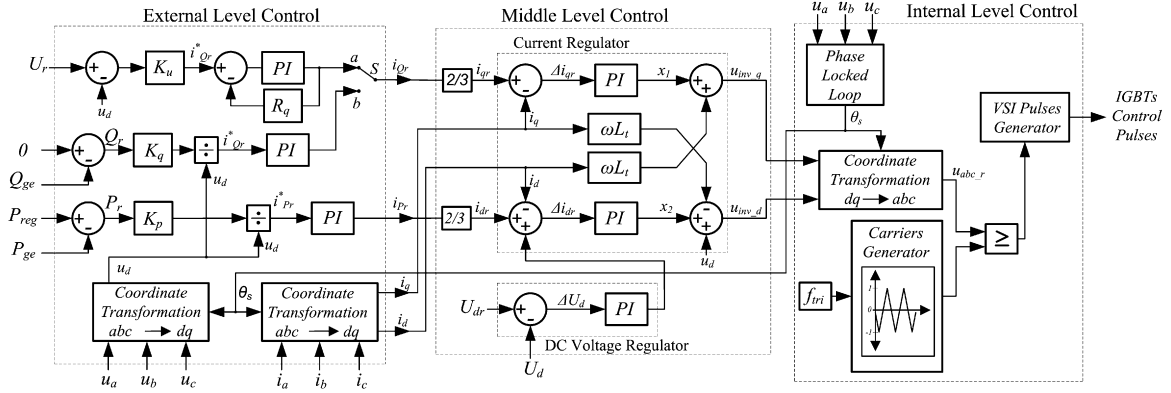 External Level Control
Middle Level Control
Internal Level Control
U_r
+
-
u_d
K_u
i*_Qr
+
-
PI
R_q
a
S
b
i_Qr
0
Q_ge
+
-
Q_r
K_q
÷
i*_Qr
PI
u_d
P_reg
P_ge
+
-
P_r
K_p
÷
i*_Pr
PI
u_d
i_Pr
u_d
Coordinate
Transformation
abc → dq
θ_s
Coordinate
Transformation
abc → dq
i_q
i_d
u_a
u_b
u_c
i_a
i_b
i_c
Current Regulator
2/3
i_qr
+
-
Δi_qr
PI
x_1
+
+
u_inv_q
i_q
ωL_t
ωL_t
i_d
2/3
i_dr
+
-
+
Δi_dr
PI
x_2
-
+
+
u_inv_d
u_d
U_dr
+
-
ΔU_d
PI
DC Voltage Regulator
U_d
u_a
u_b
u_c
Phase
Locked
Loop
θ_s
Coordinate
Transformation
dq → abc
u_abc_r
VSI Pulses
Generator
IGBTs
Control
Pulses
≥
Carriers
Generator
1
0
-1
f_tri